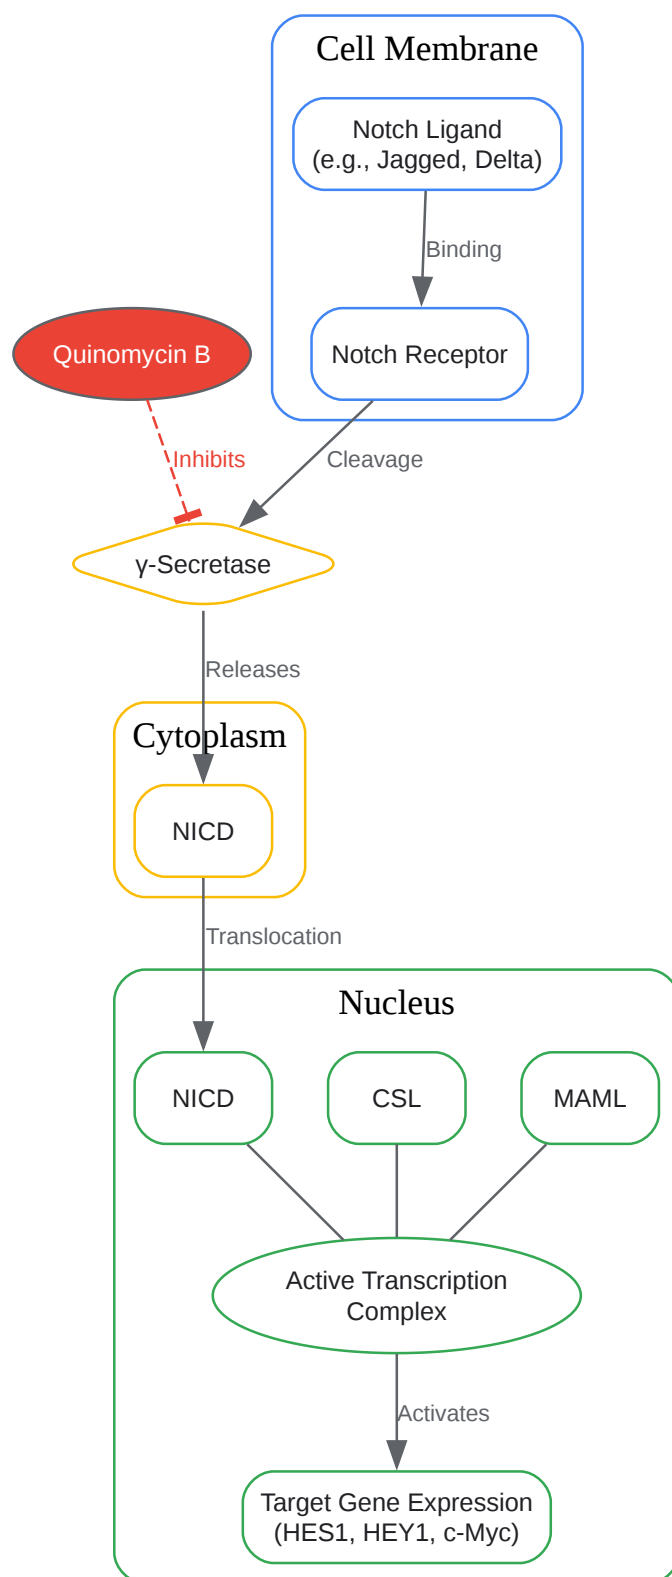 Cell Membrane
Notch Ligand
(e.g., Jagged, Delta)
Binding
Quinomycin B
Notch Receptor
Inhibits
Cleavage
γ-Secretase
Releases
Cytoplasm
NICD
Translocation
Nucleus
NICD
CSL
MAML
Active Transcription
Complex
Activates
Target Gene Expression
(HES1, HEY1, c-Myc)